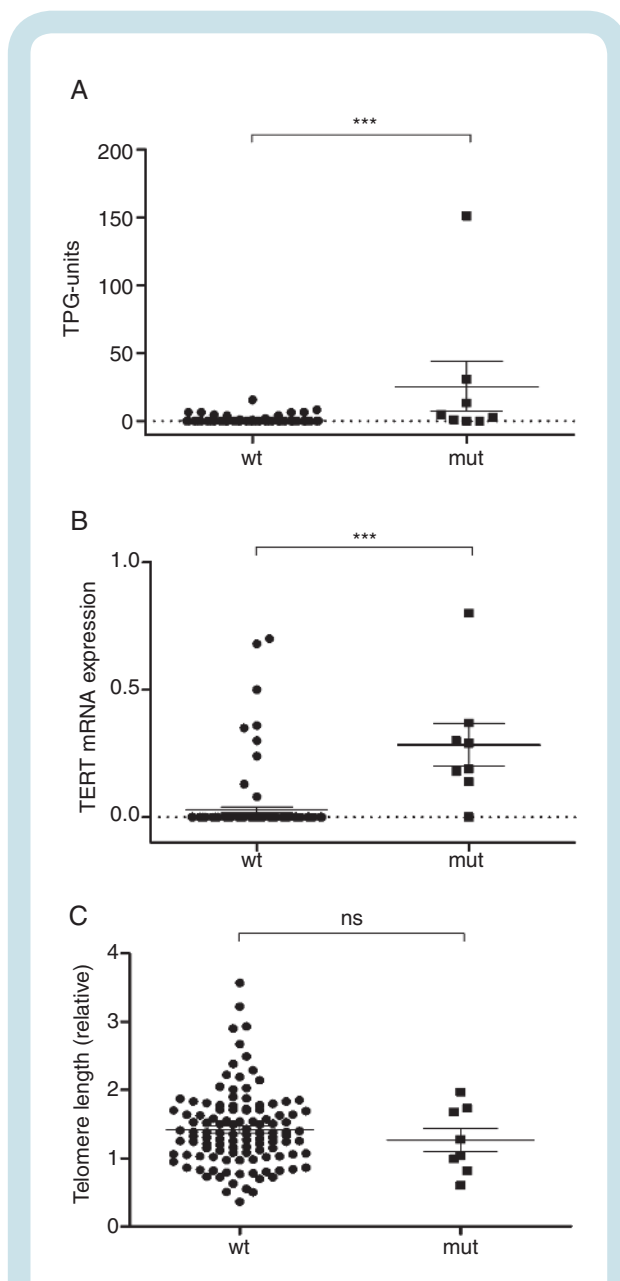 A
***
200
150
100
50
0
TPG-units
wt
mut
B
***
1.0
0.5
0.0
TERT mRNA expression
wt
mut
C
ns
4
3
2
1
0
Telomere length (relative)
wt
mut